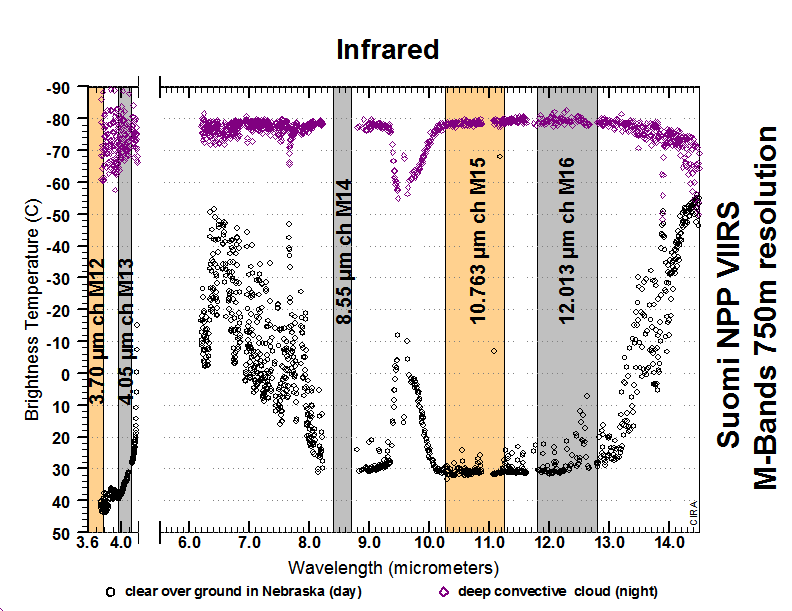 Infrared
-90
-80
-70
-60
-50
-40
-30
-20
-10
0
10
20
30
40
50
Brightness Temperature (C)
3.70 µm ch M12
4.05 µm ch M13
8.55 µm ch M14
10.763 µm ch M15
12.013 µm ch M16
CIRA
3.6 4.0 6.0 7.0 8.0 9.0 10.0 11.0 12.0 13.0 14.0
Wavelength (micrometers)
clear over ground in Nebraska (day) deep convective cloud (night)
Suomi NPP VIIRS
M-Bands 750m resolution